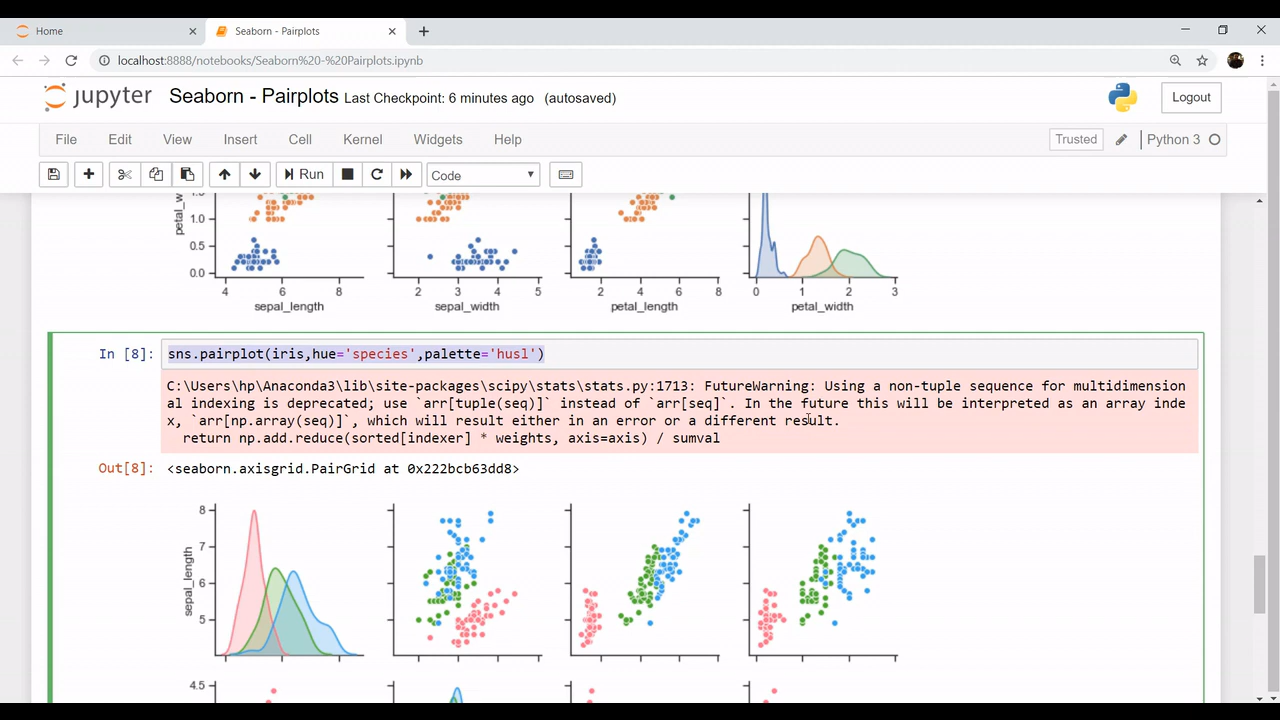 Home
Seaborn - Pairplots
localhost:8888/notebooks/Seaborn%20-%20Pairplots.ipynb
jupyter Seaborn - Pairplots Last Checkpoint: 6 minutes ago (autosaved)
Logout
File Edit View Insert Cell Kernel Widgets Help
Trusted Python 3
Run Code
1.5
1.0
0.5
0.0
petal_w
4 6 8 2 3 4 5 2 4 6 8 0 1 2 3
sepal_length sepal_width petal_length petal_width
In [8]: sns.pairplot(iris,hue='species',palette='husl')
C:\Users\hp\Anaconda3\lib\site-packages\scipy\stats\stats.py:1713: FutureWarning: Using a non-tuple sequence for multidimension
al indexing is deprecated; use `arr[tuple(seq)]` instead of `arr[seq]`. In the future this will be interpreted as an array inde
x, `arr[np.array(seq)]`, which will result either in an error or a different result.
return np.add.reduce(sorted[indexer] * weights, axis=axis) / sumval
Out[8]: <seaborn.axisgrid.PairGrid at 0x222bcb63dd8>
8
7
6
5
sepal_length
4.5